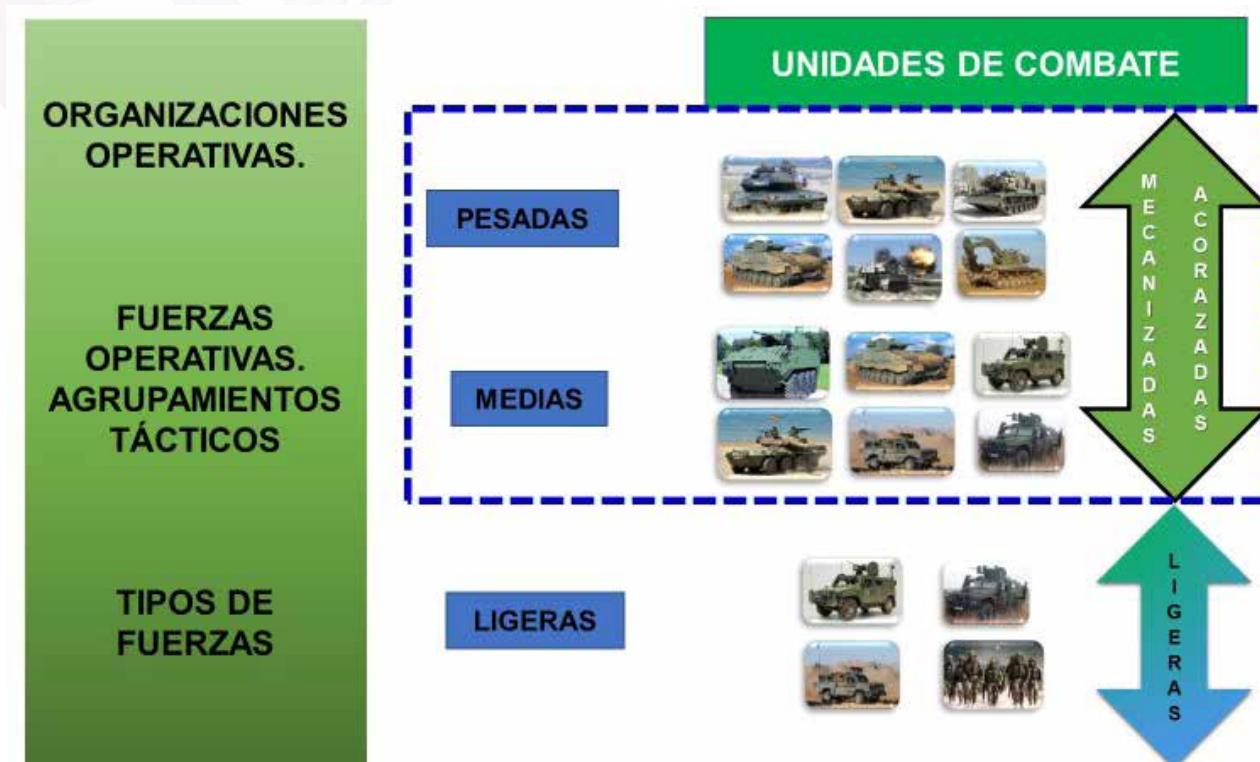 UNIDADES DE COMBATE
ORGANIZACIONES
OPERATIVAS.
PESADAS
FUERZAS
OPERATIVAS.
AGRUPAMIENTOS
TÁCTICOS
MEDIAS
MECANIZADAS
ACORAZADAS
TIPOS DE
FUERZAS
LIGERAS
LIGERAS